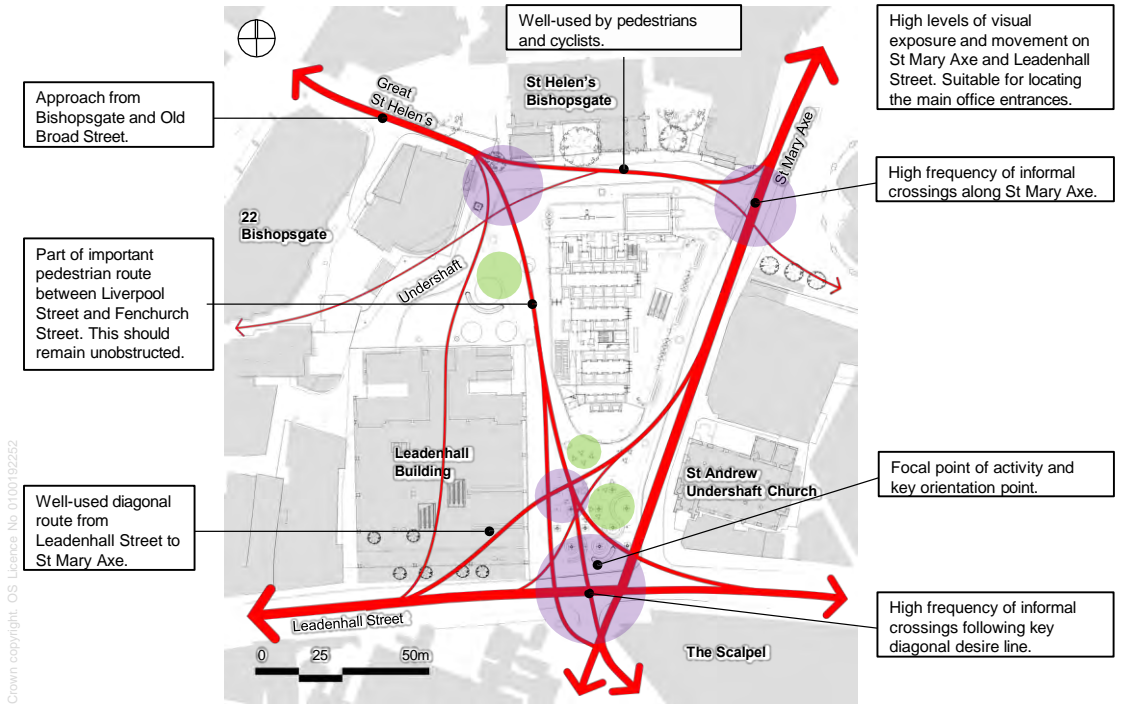 Well-used by pedestrians
and cyclists.
High levels of visual
exposure and movement on
St Mary Axe and Leadenhall
Street. Suitable for locating
the main office entrances.
Approach from
Bishopsgate and Old
Broad Street.
Great
St Helen's
St Helen's
Bishopsgate
St Mary Axe
High frequency of informal
crossings along St Mary Axe.
22
Bishopsgate
Part of important
pedestrian route
between Liverpool
Street and Fenchurch
Street. This should
remain unobstructed.
Undershaft
Leadenhall
Building
St Andrew
Undershaft Church
Focal point of activity and
key orientation point.
Well-used diagonal
route from
Leadenhall Street to
St Mary Axe.
High frequency of informal
crossings following key
diagonal desire line.
Leadenhall Street
The Scalpel
0 25 50m
Crown copyright. OS Licence No. 0100192252